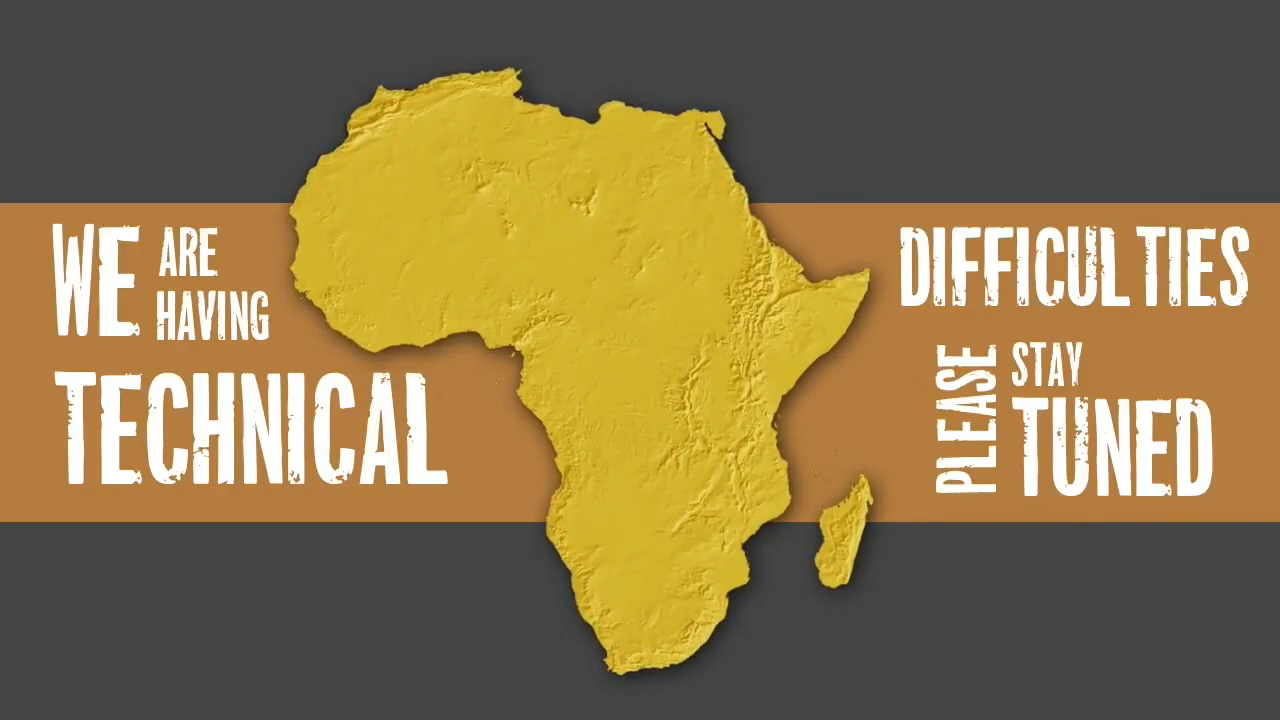 WE ARE
HAVING
TECHNICAL
DIFFICULTIES
PLEASE STAY
TUNED